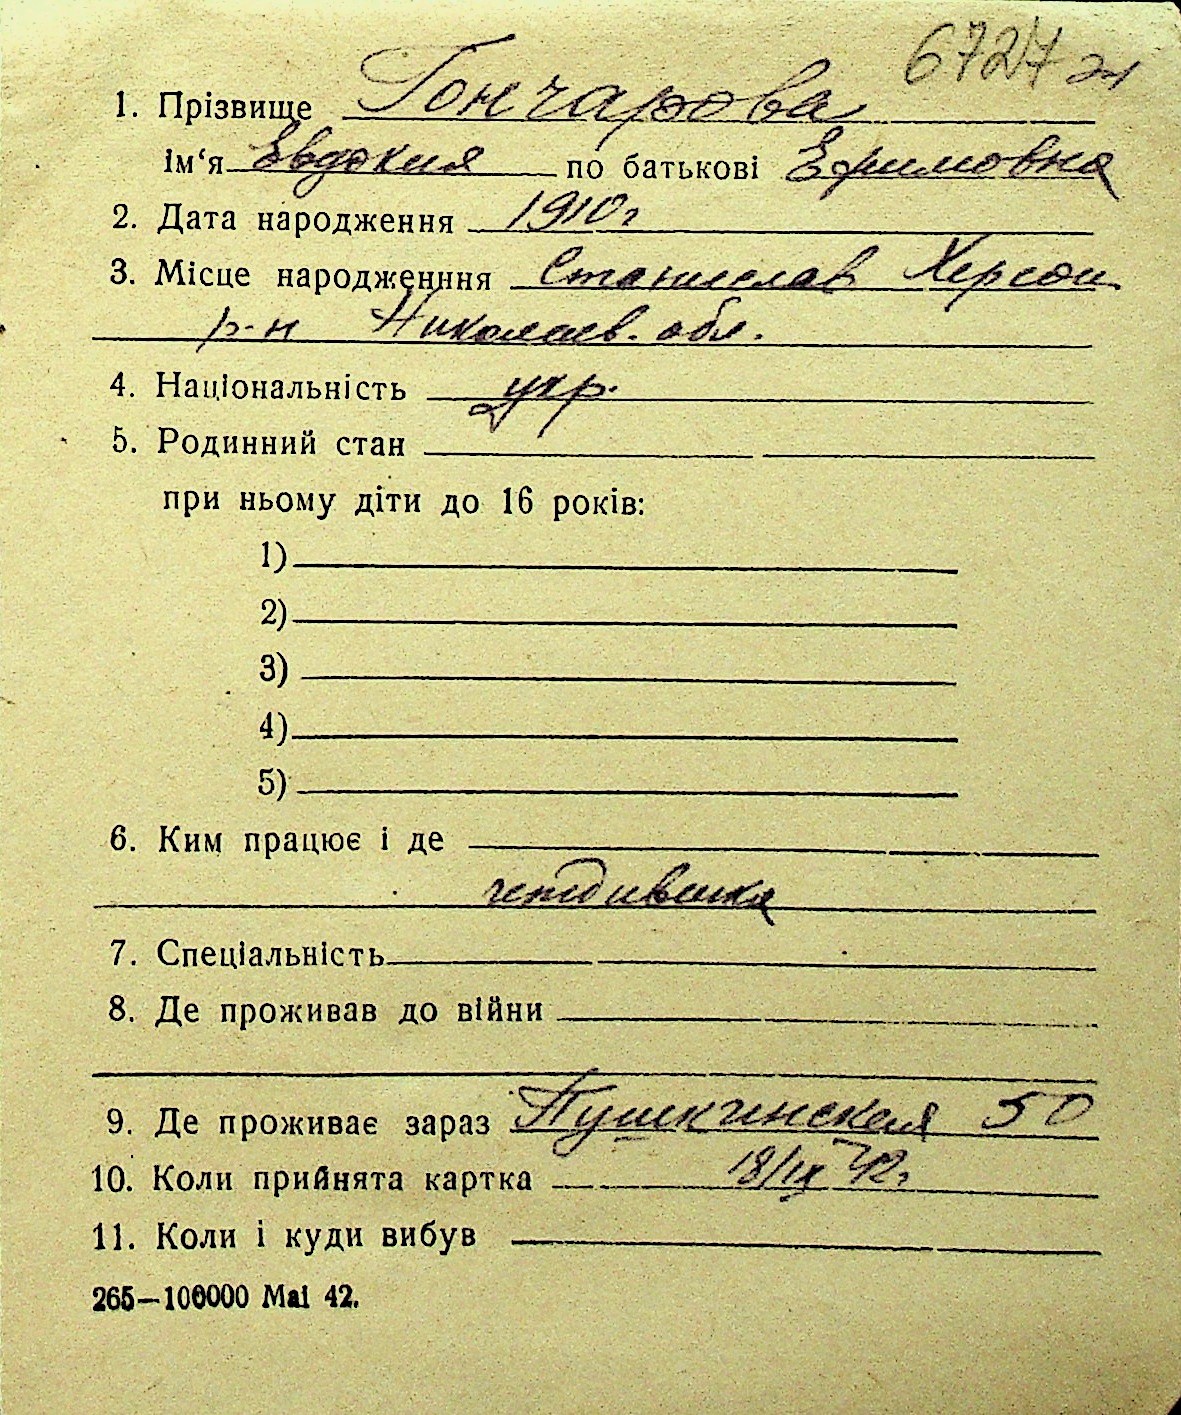 6727
1. Прізвище Гончарова
Ім‘я Евдокия по батькові Ефимовна
2. Дата народження 1910 г
3. Місце народженння Станислав Херсон
р-н Николаев. обл.
4. Національність укр.
5. Родинний стан
при ньому діти до 16 років:
1)
2)
3)
4)
5)
6. Ким працює і де
7. Спеціальність
8. Де проживав до війни
9. Де проживає зараз Пушкинская 50
10. Коли прийнята картка 18/IX 42 г
11. Коли і куди вибув
265—100000 Mai 42.